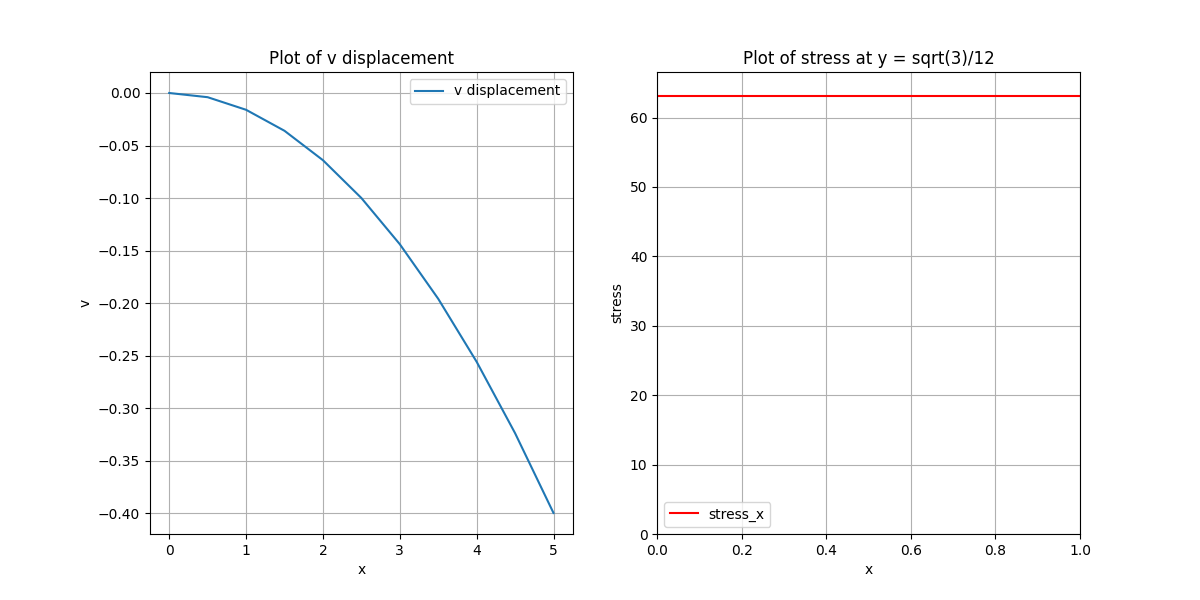 Plot of v displacement
v displacement
0.00
−0.05
−0.10
−0.15
−0.20
−0.25
−0.30
−0.35
−0.40
v
0 1 2 3 4 5
x
Plot of stress at y = sqrt(3)/12
60
50
40
30
20
10
0
stress
stress_x
0.0 0.2 0.4 0.6 0.8 1.0
x